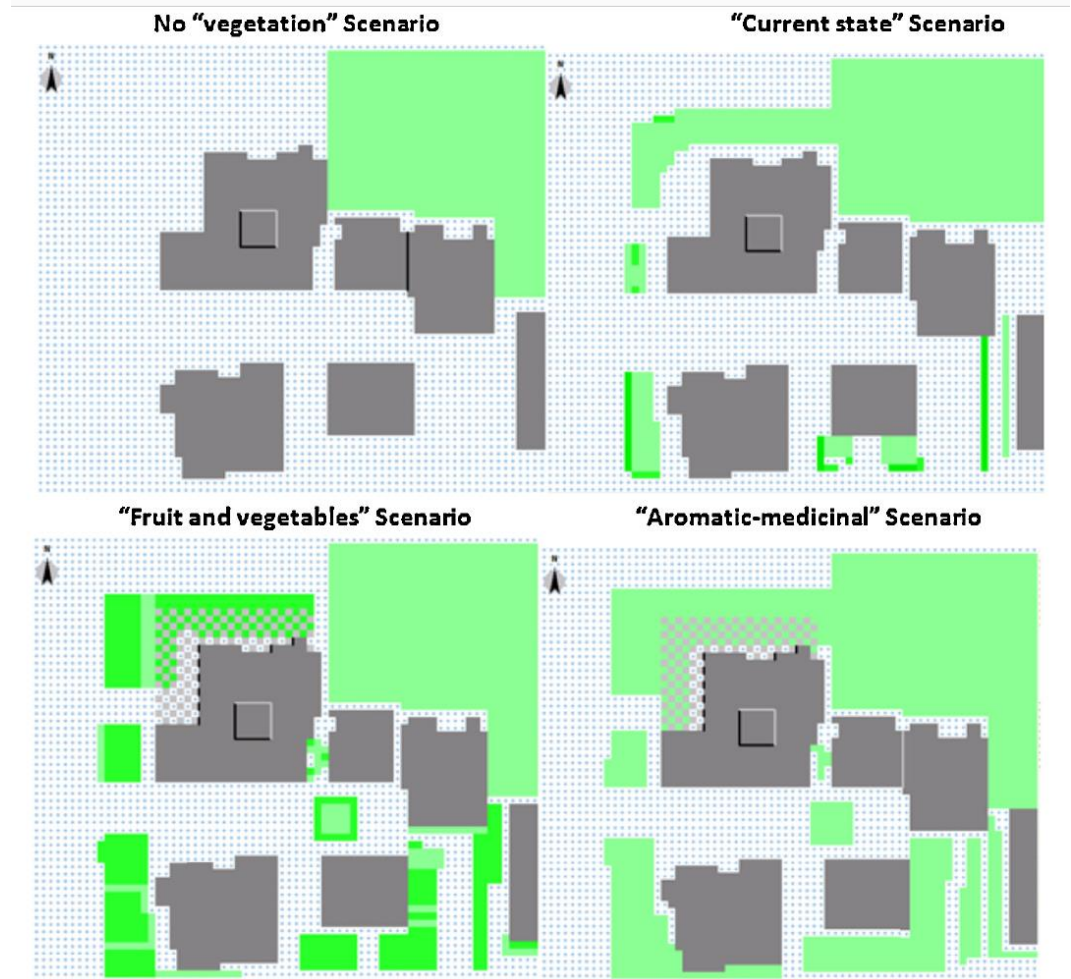 No “vegetation” Scenario
“Current state” Scenario
N
N
“Fruit and vegetables” Scenario
“Aromatic-medicinal” Scenario
N
N